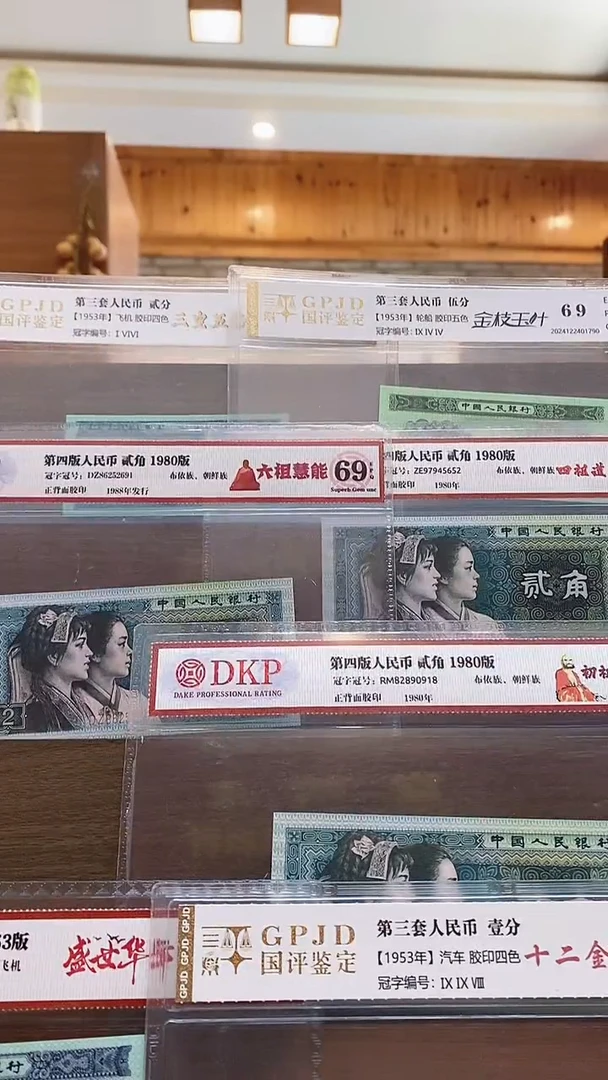 GPJD
国评鉴定
第三套人民币 贰分
【1953年】飞机 胶印四色
冠字编号: I VI VI
GPJD
国评鉴定
第三套人民币 伍分
【1953年】轮船 胶印五色
冠字编号: IX IV IV
金枝玉叶
69
2024122401790
中国人民银行
第四版人民币 贰角 1980版
冠字冠号: DZ86252691
布依族、朝鲜族
正背面胶印
1988年发行
六祖慧能
69
Superb Gem unc
第四版人民币 贰角 1980版
号: ZE97945652
布依族、朝鲜族
正背面胶印
1980年
四祖道
中国人民银行
贰角
中国人民银行
2
DKP
DAKE PROFESSIONAL RATING
第四版人民币 贰角 1980版
冠字冠号: RM82890918
布依族、朝鲜族
正背面胶印
1980年
初祖
中国人民银行
53版
飞机
盛世华
GPJD GPJD GPJD
GPJD
国评鉴定
第三套人民币 壹分
【1953年】汽车 胶印四色
冠字编号: IX IX VIII
十二金